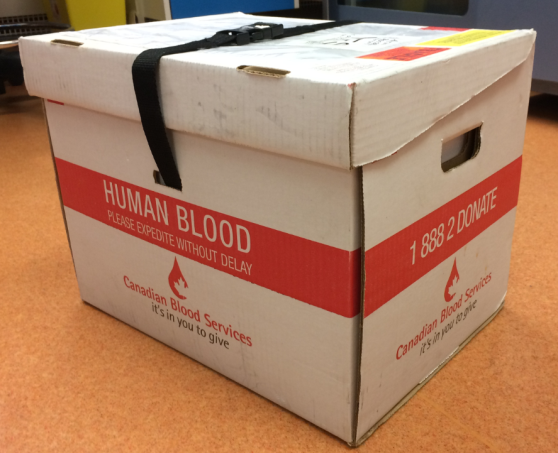 HUMAN BLOOD
PLEASE EXPEDITE WITHOUT DELAY
Canadian Blood Services
it's in you to give
1 888 2 DONATE
Canadian Blood Services
it's in you to give